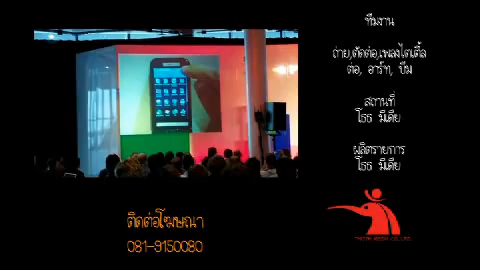 ทีมงาน
ถ่าย,ตัดต่อ,เพลงไตเติ้ล
ต่อ, อาร์ท, บีม
สถานที่
โธธ มีเดีย
ผลิตรายการ
โธธ มีเดีย
ติดต่อโฆษณา
081-9150080